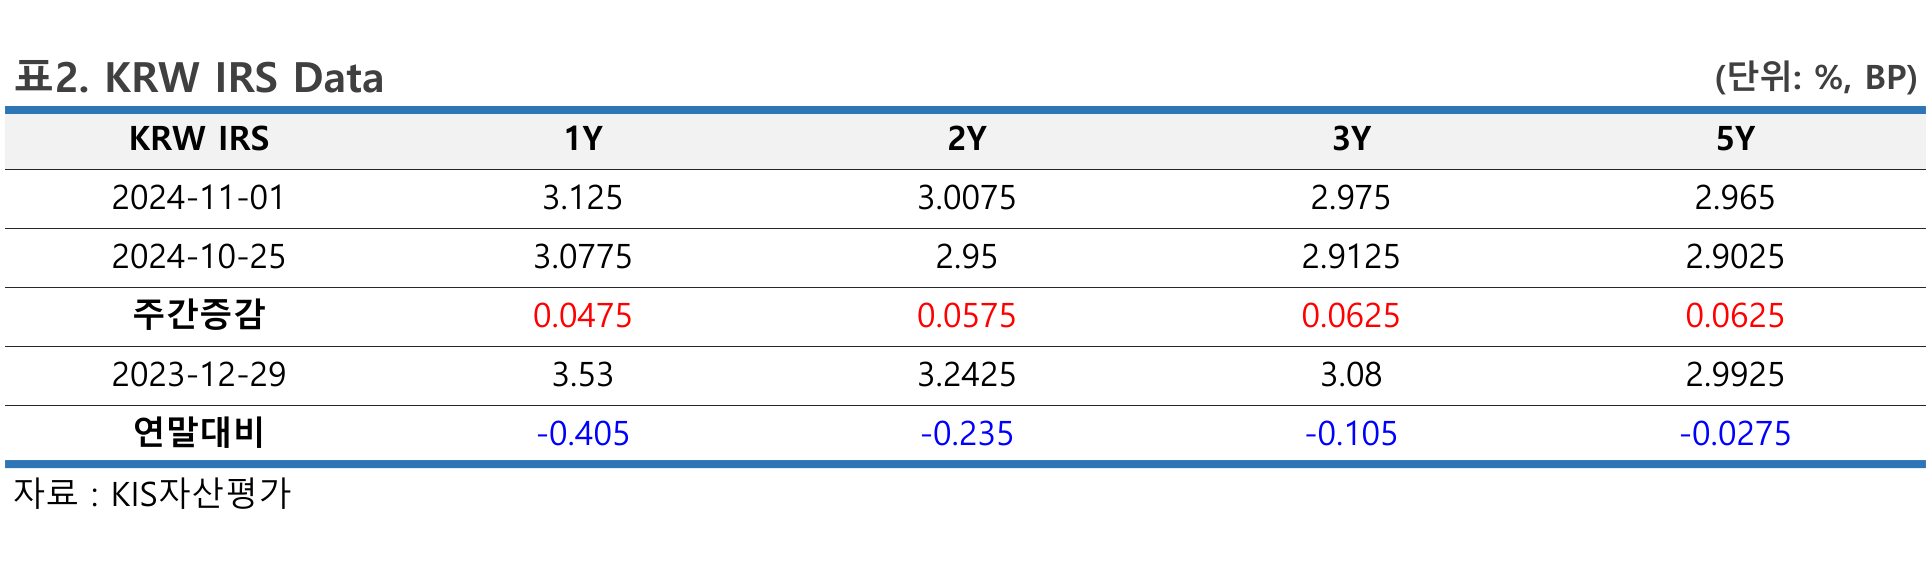 표2. KRW IRS Data (단위: %, BP)
KRW IRS 1Y 2Y 3Y 5Y
2024-11-01 3.125 3.0075 2.975 2.965
2024-10-25 3.0775 2.95 2.9125 2.9025
주간증감 0.0475 0.0575 0.0625 0.0625
2023-12-29 3.53 3.2425 3.08 2.9925
연말대비 -0.405 -0.235 -0.105 -0.0275
자료 : KIS자산평가